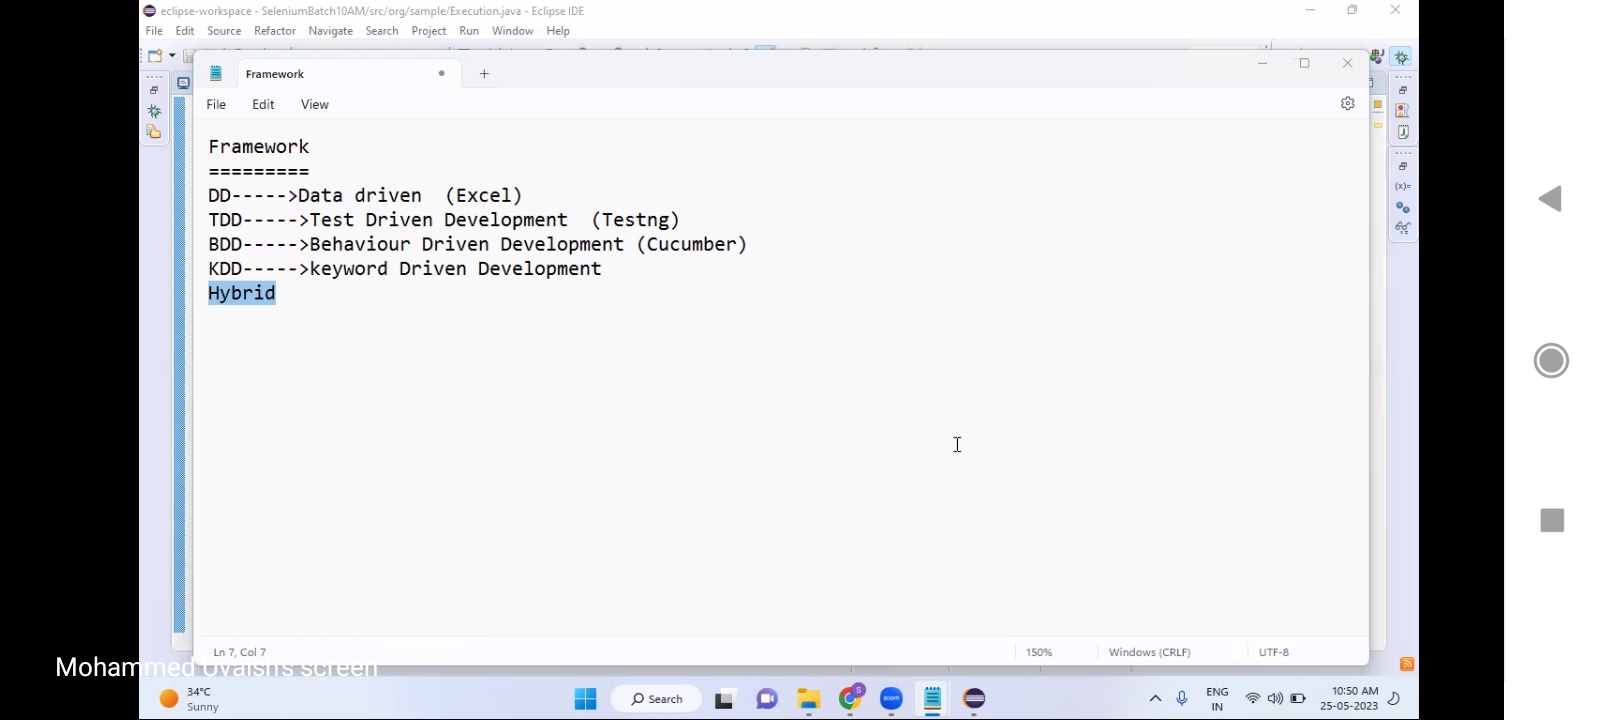 eclipse-workspace - SeleniumBatch10AM/src/org/sample/Execution.java - Eclipse IDE
File Edit Source Refactor Navigate Search Project Run Window Help
Framework
File Edit View
Framework
=========
DD----->Data driven  (Excel)
TDD----->Test Driven Development  (Testng)
BDD----->Behaviour Driven Development (Cucumber)
KDD----->keyword Driven Development
Hybrid
Ln 7, Col 7 150% Windows (CRLF) UTF-8
Mohammed Uvaish's screen
34°C
Sunny
Search
zoom
ENG
IN
10:50 AM
25-05-2023